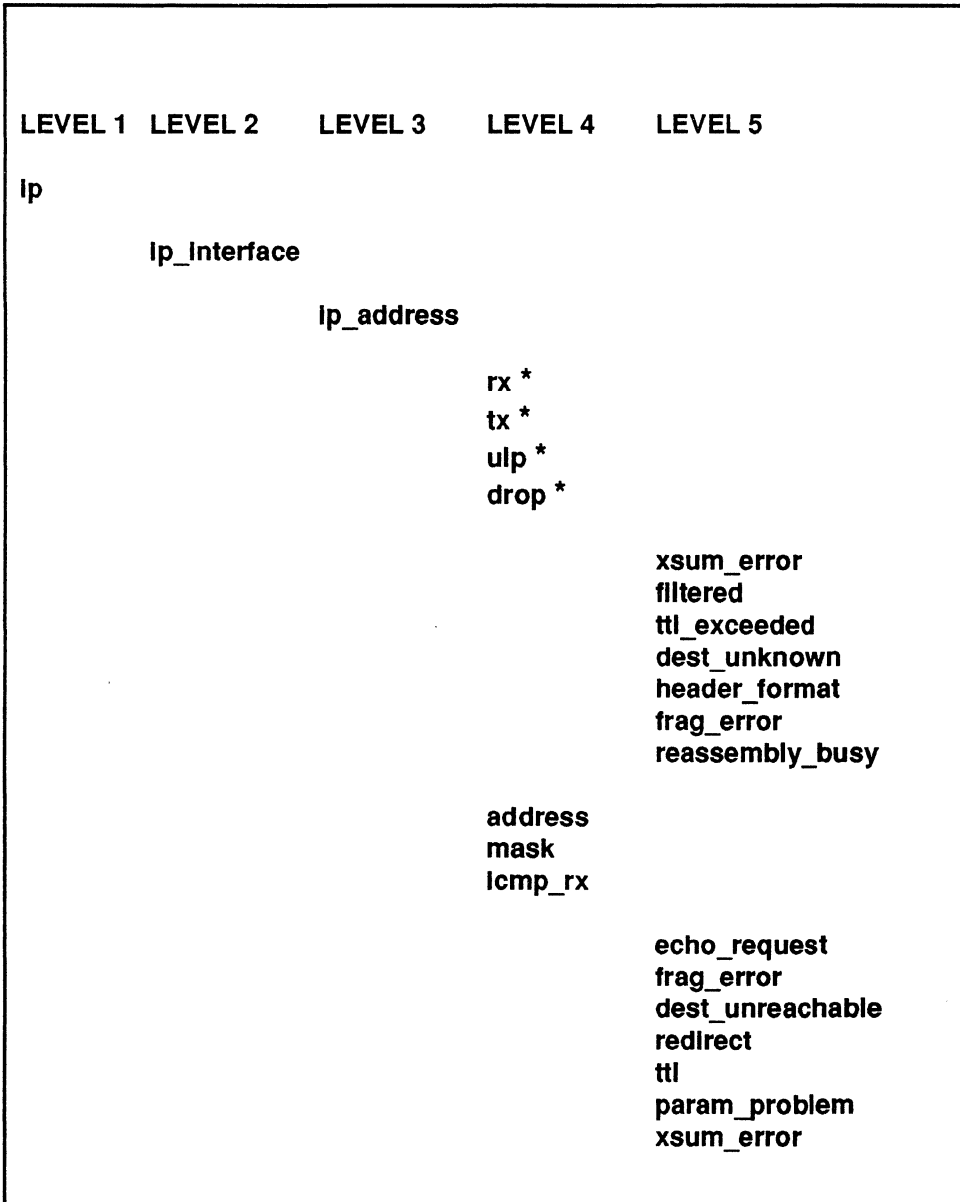 LEVEL 1 LEVEL 2 LEVEL 3 LEVEL 4 LEVEL 5
ip
ip_interface
ip_address
rx *
tx *
ulp *
drop *
xsum_error
filtered
ttl_exceeded
dest_unknown
header_format
frag_error
reassembly_busy
address
mask
icmp_rx
echo_request
frag_error
dest_unreachable
redirect
ttl
param_problem
xsum_error